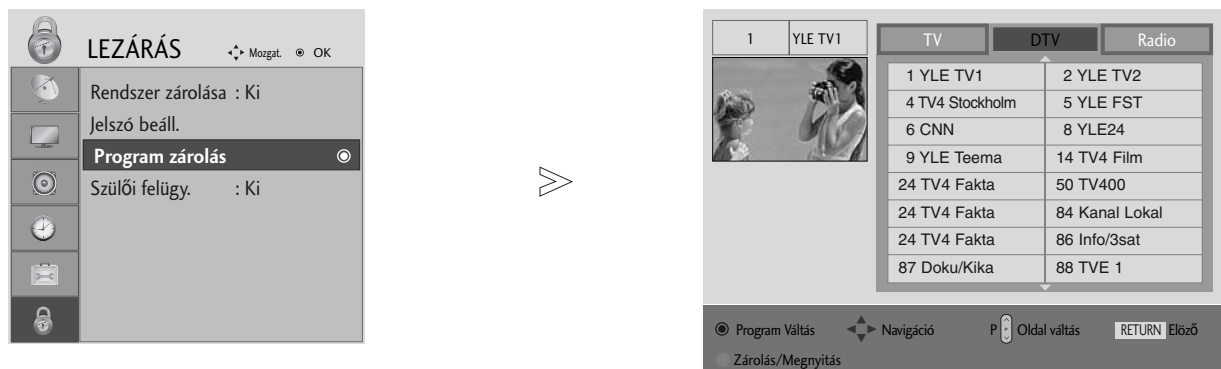 LEZÁRÁS Mozgat. OK
Rendszer zárolása : Ki
Jelszó beáll.
Program zárolás
Szülői felügy. : Ki
1 YLE TV1
TV DTV Radio
1 YLE TV1 2 YLE TV2
4 TV4 Stockholm 5 YLE FST
6 CNN 8 YLE24
9 YLE Teema 14 TV4 Film
24 TV4 Fakta 50 TV400
24 TV4 Fakta 84 Kanal Lokal
24 TV4 Fakta 86 Info/3sat
87 Doku/Kika 88 TVE 1
Program Váltás Navigáció P Oldal váltás RETURN Elöző
Zárolás/Megnyitás